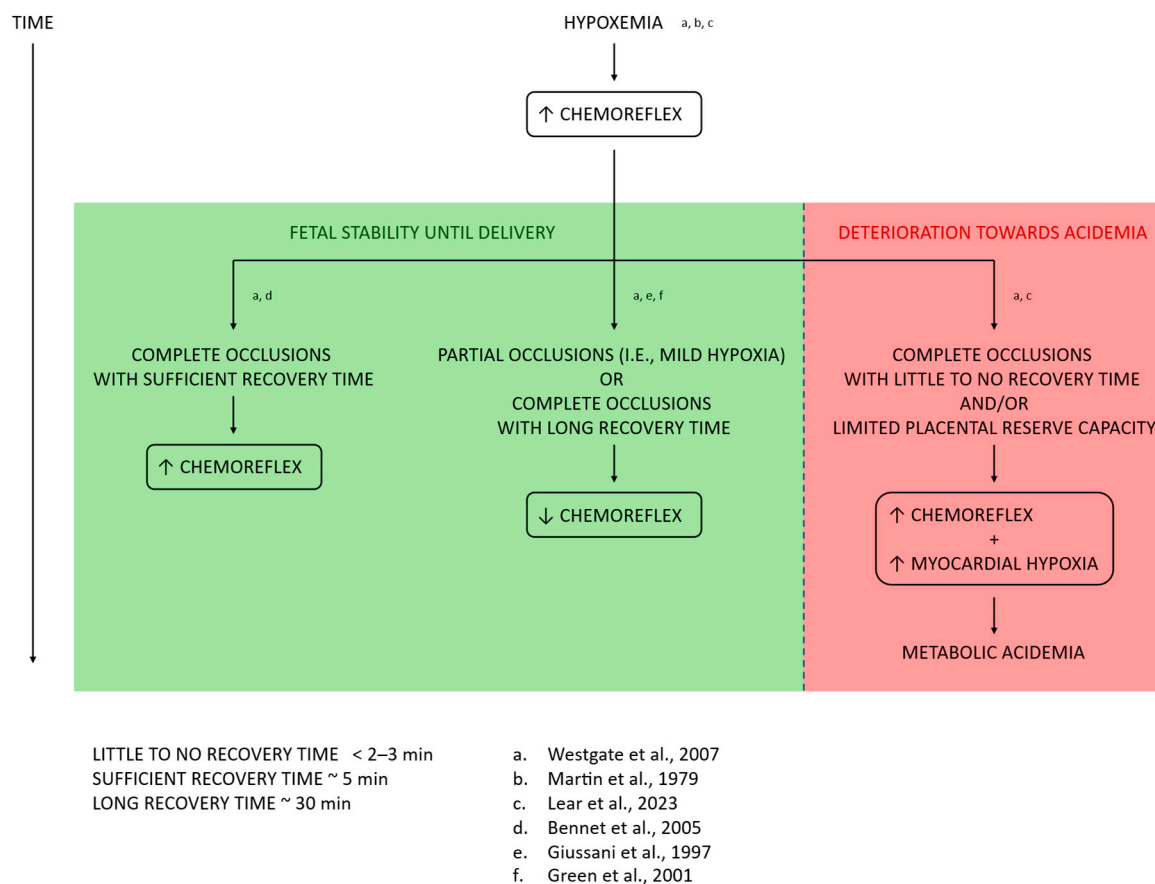 TIME
HYPOXEMIA a, b, c
↑ CHEMOREFLEX
FETAL STABILITY UNTIL DELIVERY
DETERIORATION TOWARDS ACIDEMIA
a, d
a, e, f
a, c
COMPLETE OCCLUSIONS
WITH SUFFICIENT RECOVERY TIME
↑ CHEMOREFLEX
PARTIAL OCCLUSIONS (I.E., MILD HYPOXIA)
OR
COMPLETE OCCLUSIONS
WITH LONG RECOVERY TIME
↓ CHEMOREFLEX
COMPLETE OCCLUSIONS
WITH LITTLE TO NO RECOVERY TIME
AND/OR
LIMITED PLACENTAL RESERVE CAPACITY
↑ CHEMOREFLEX
+
↑ MYOCARDIAL HYPOXIA
METABOLIC ACIDEMIA
LITTLE TO NO RECOVERY TIME < 2–3 min
SUFFICIENT RECOVERY TIME ~ 5 min
LONG RECOVERY TIME ~ 30 min
a. Westgate et al., 2007
b. Martin et al., 1979
c. Lear et al., 2023
d. Bennet et al., 2005
e. Giussani et al., 1997
f. Green et al., 2001